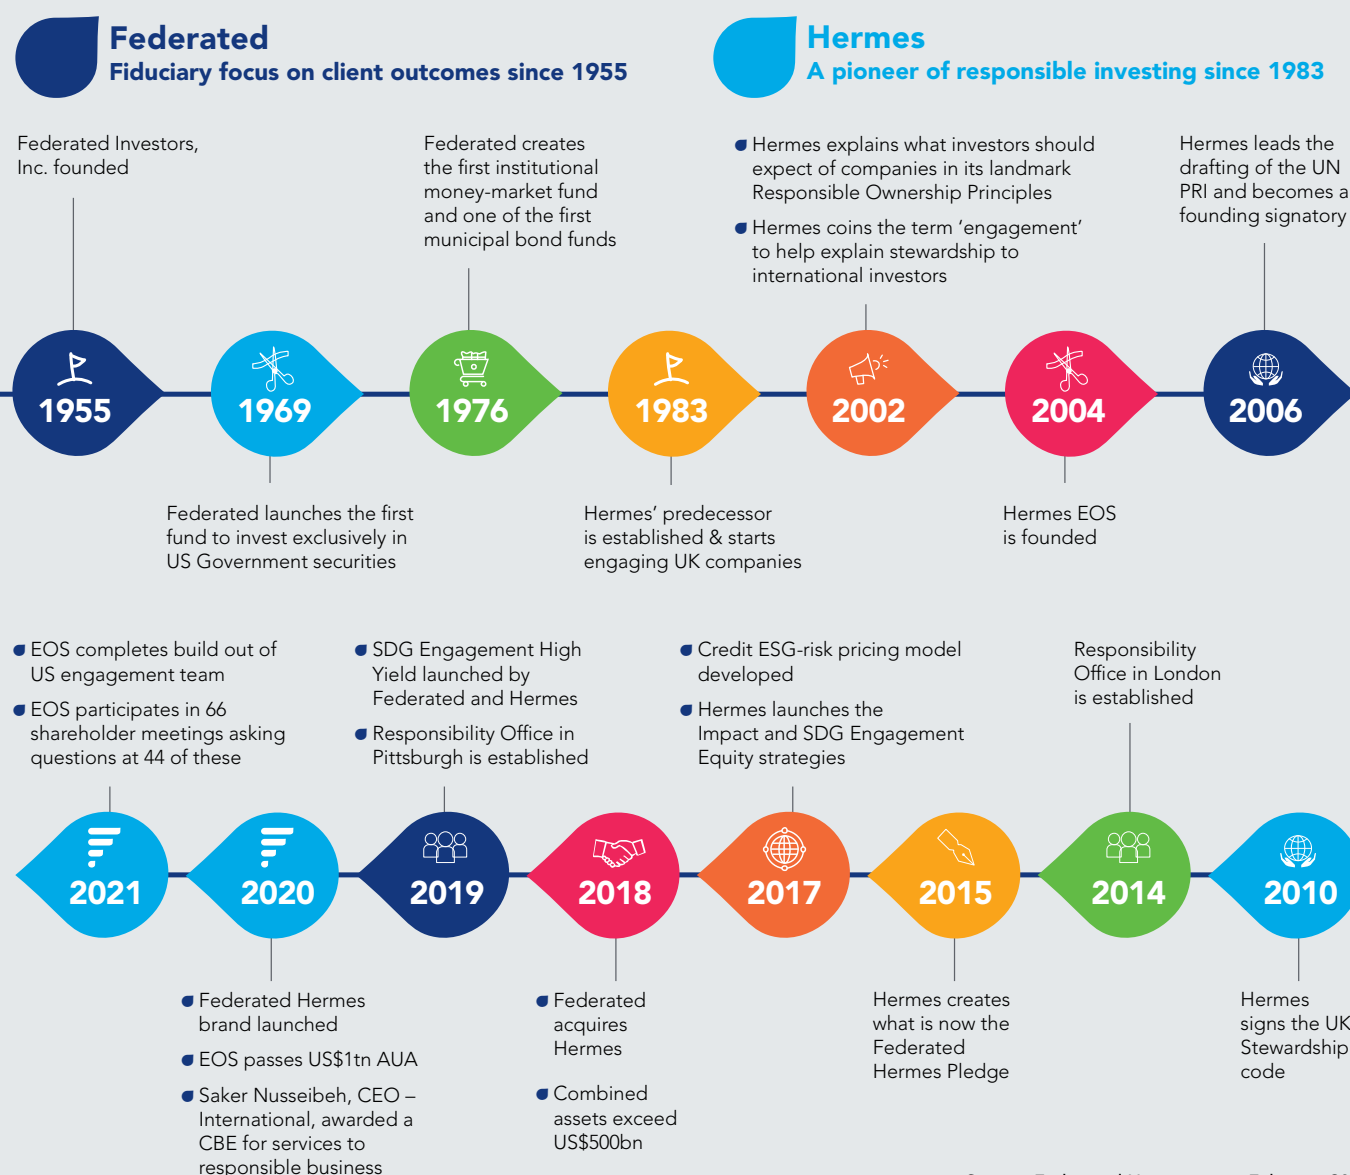 Federated
Fiduciary focus on client outcomes since 1955
Hermes
A pioneer of responsible investing since 1983
Federated Investors,
Inc. founded
Federated creates
the first institutional
money-market fund
and one of the first
municipal bond funds
Hermes explains what investors should
expect of companies in its landmark
Responsible Ownership Principles
Hermes coins the term ‘engagement’
to help explain stewardship to
international investors
Hermes leads the
drafting of the UN
PRI and becomes a
founding signatory
1955
1969
1976
1983
2002
2004
2006
Federated launches the first
fund to invest exclusively in
US Government securities
Hermes’ predecessor
is established & starts
engaging UK companies
Hermes EOS
is founded
EOS completes build out of
US engagement team
EOS participates in 66
shareholder meetings asking
questions at 44 of these
SDG Engagement High
Yield launched by
Federated and Hermes
Responsibility Office in
Pittsburgh is established
Credit ESG-risk pricing model
developed
Hermes launches the
Impact and SDG Engagement
Equity strategies
Responsibility
Office in London
is established
2021
2020
2019
2018
2017
2015
2014
2010
Federated Hermes
brand launched
EOS passes US$1tn AUA
Saker Nusseibeh, CEO –
International, awarded a
CBE for services to
responsible business
Federated
acquires
Hermes
Combined
assets exceed
US$500bn
Hermes creates
what is now the
Federated
Hermes Pledge
Hermes
signs the UK
Stewardship
code